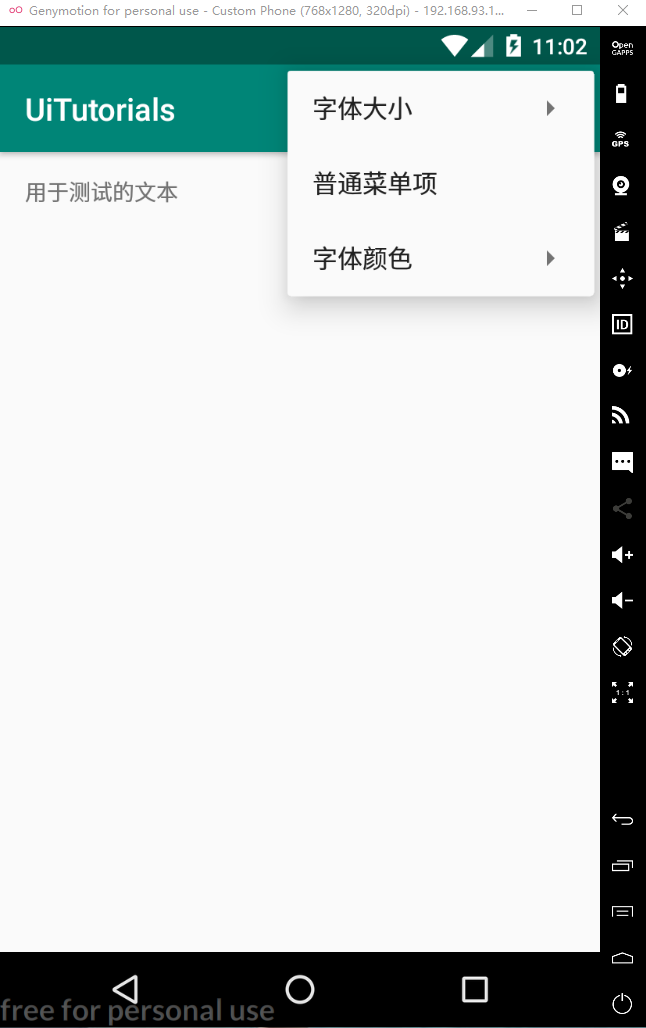 Genymotion for personal use - Custom Phone (768x1280, 320dpi) - 192.168.93.1...
11:02
Open
GAPPS
UiTutorials
字体大小
GPS
普通菜单项
用于测试的文本
字体颜色
ID
1:1
free for personal use